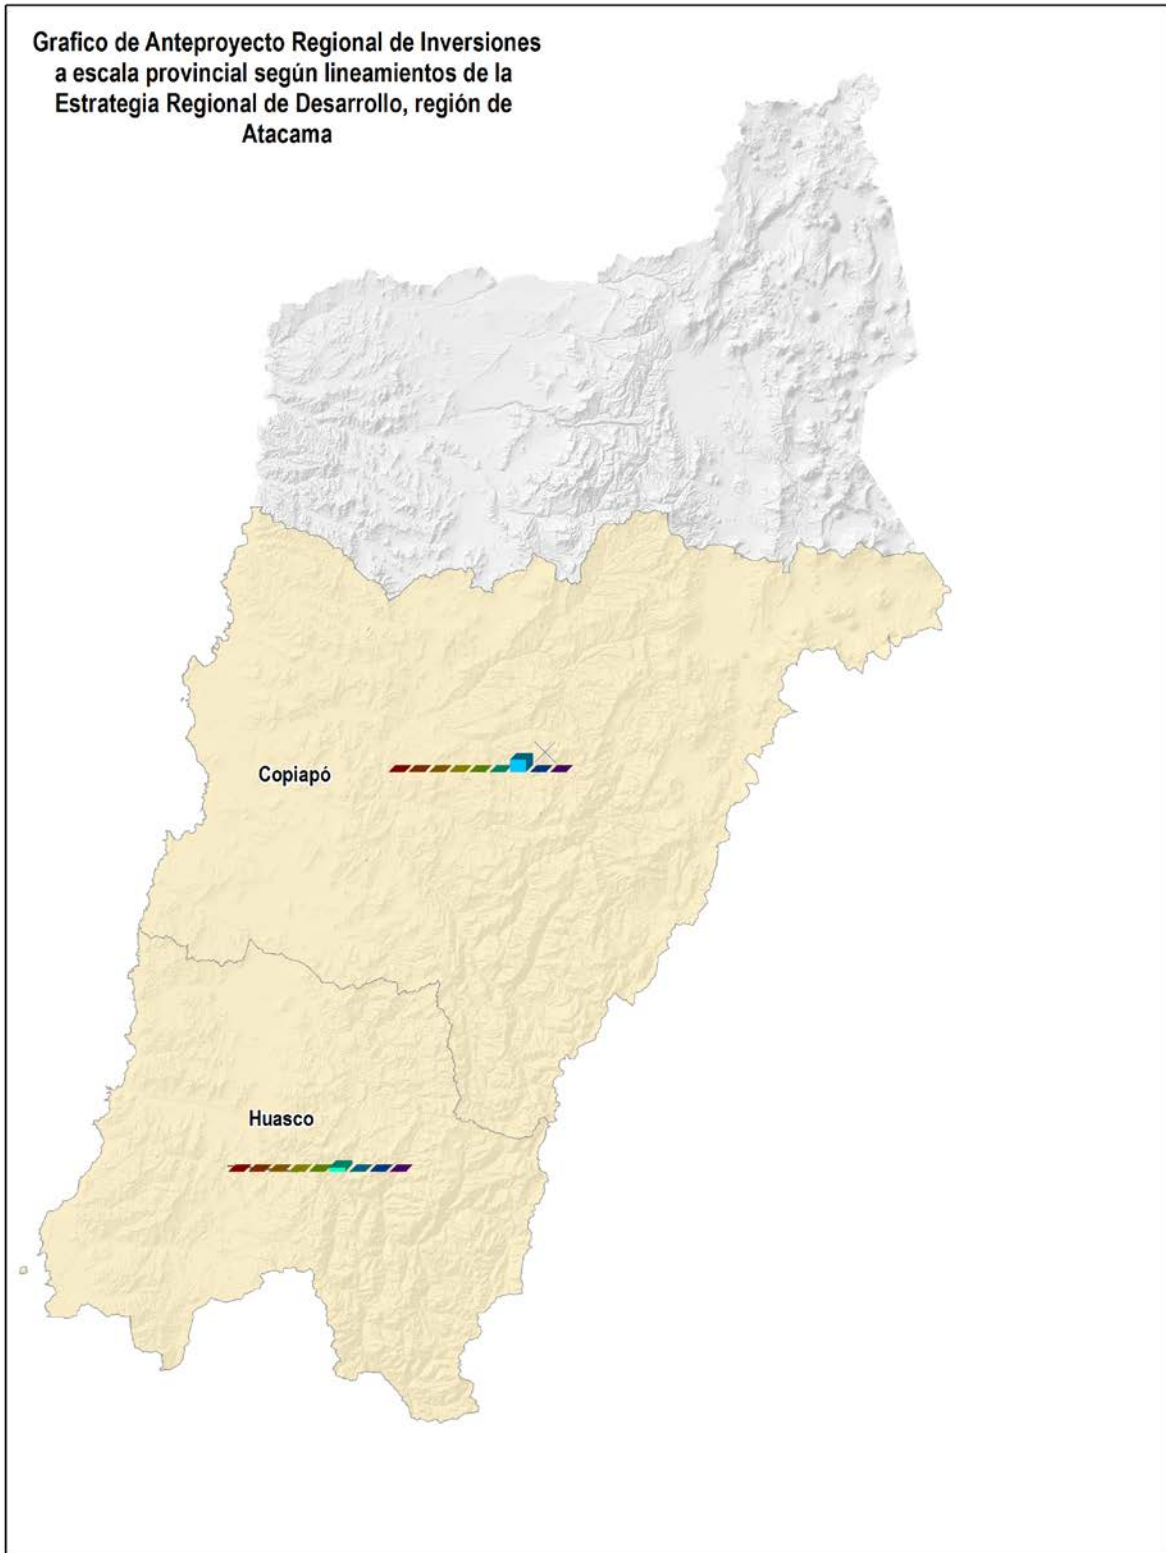 Grafico de Anteproyecto Regional de Inversiones
a escala provincial según lineamientos de la
Estrategia Regional de Desarrollo, región de
Atacama
Copiapó
Huasco